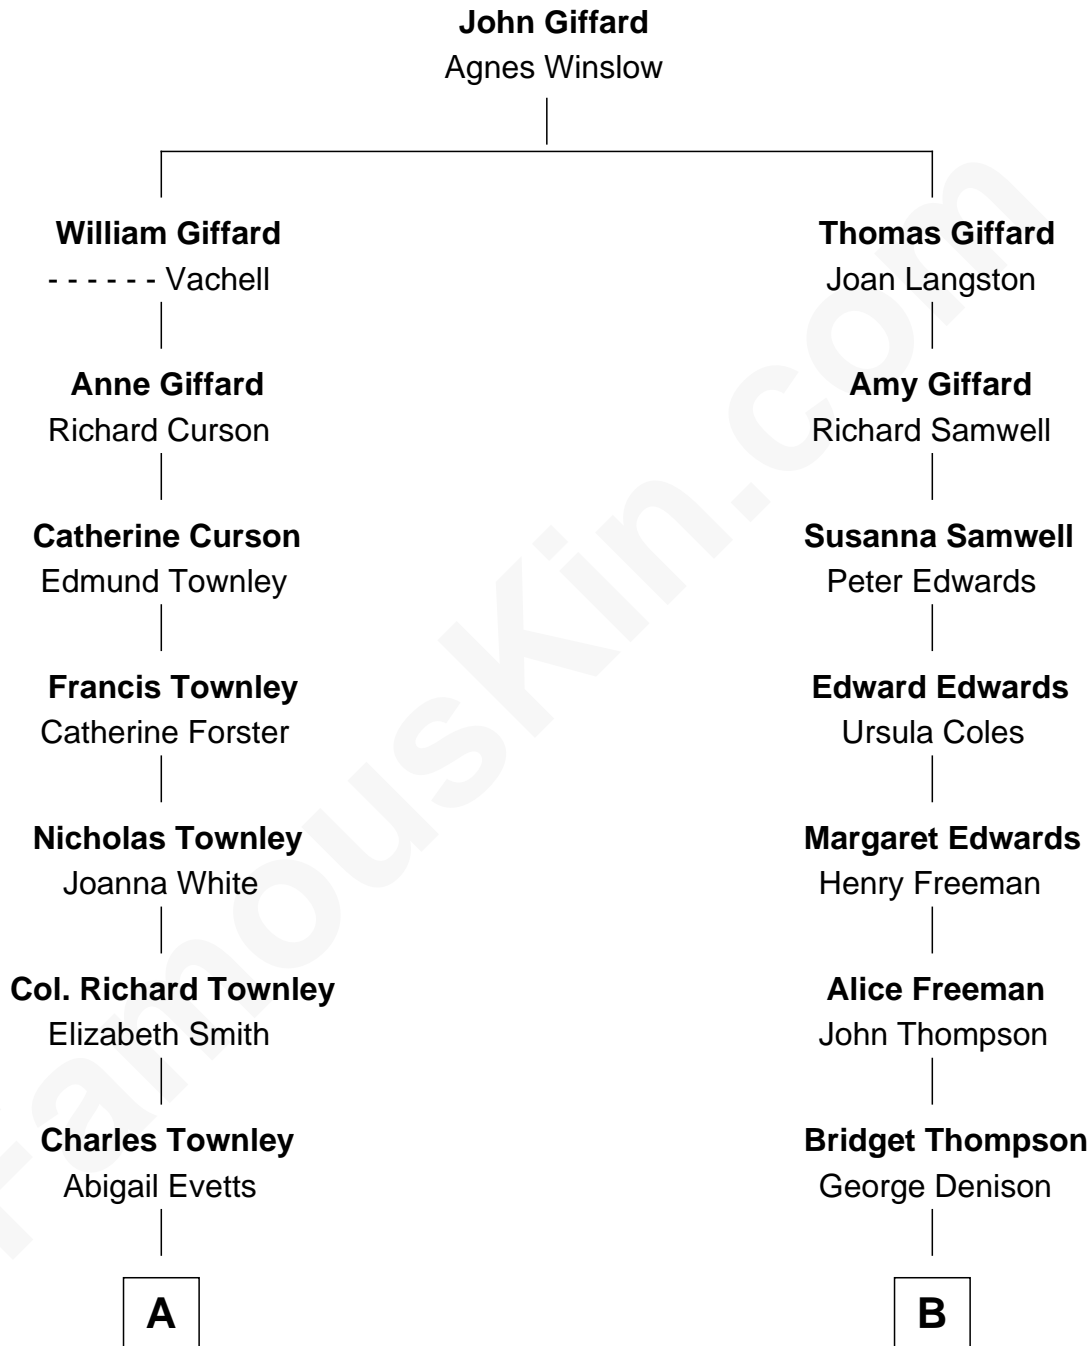 John Giffard
Agnes Winslow
William Giffard
- - - - - - Vachell
Anne Giffard
Richard Curson
Catherine Curson
Edmund Townley
Francis Townley
Catherine Forster
Nicholas Townley
Joanna White
Col. Richard Townley
Elizabeth Smith
Charles Townley
Abigail Evetts
A
Thomas Giffard
Joan Langston
Amy Giffard
Richard Samwell
Susanna Samwell
Peter Edwards
Edward Edwards
Ursula Coles
Margaret Edwards
Henry Freeman
Alice Freeman
John Thompson
Bridget Thompson
George Denison
B
FamousKin.com